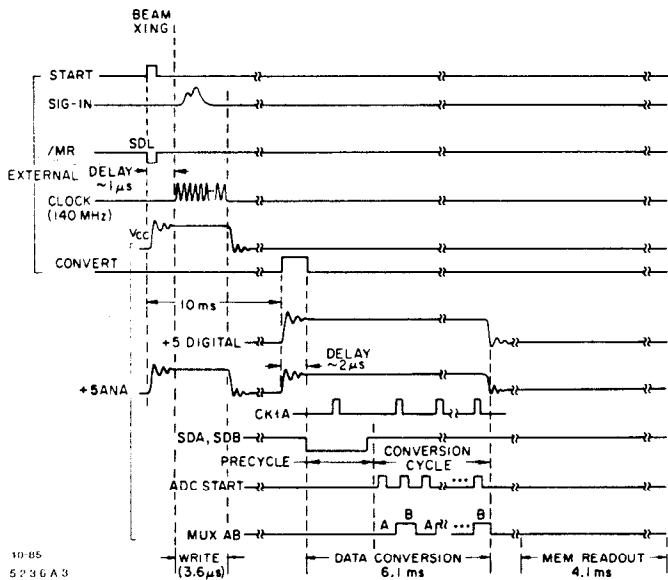 BEAM
XING
START
SIG-IN
/MR
SDL
EXTERNAL
DELAY
~1μs
CLOCK
(140 MHz)
VCC
CONVERT
10 ms
+5 DIGITAL
DELAY
~2μs
+5ANA
CK1A
SDA, SDB
PRECYCLE
CONVERSION
CYCLE
ADC START
MUX AB
A
B
A
B
10-85
5236A3
WRITE
(3.6μs)
DATA CONVERSION
6.1 ms
MEM READOUT
4.1ms